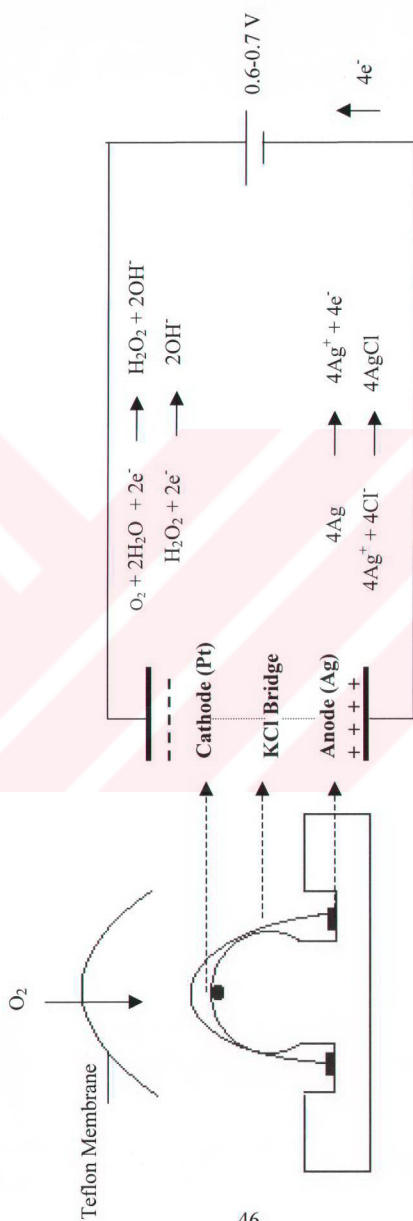 O₂
Teflon Membrane
Cathode (Pt)
KCl Bridge
Anode (Ag)
+ + + +
O₂ + 2H₂O + 2e⁻ → H₂O₂ + 2OH⁻
H₂O₂ + 2e⁻ → 2OH⁻
4Ag → 4Ag⁺ + 4e⁻
4Ag⁺ + 4Cl⁻ → 4AgCl
0.6-0.7 V
4e⁻
46